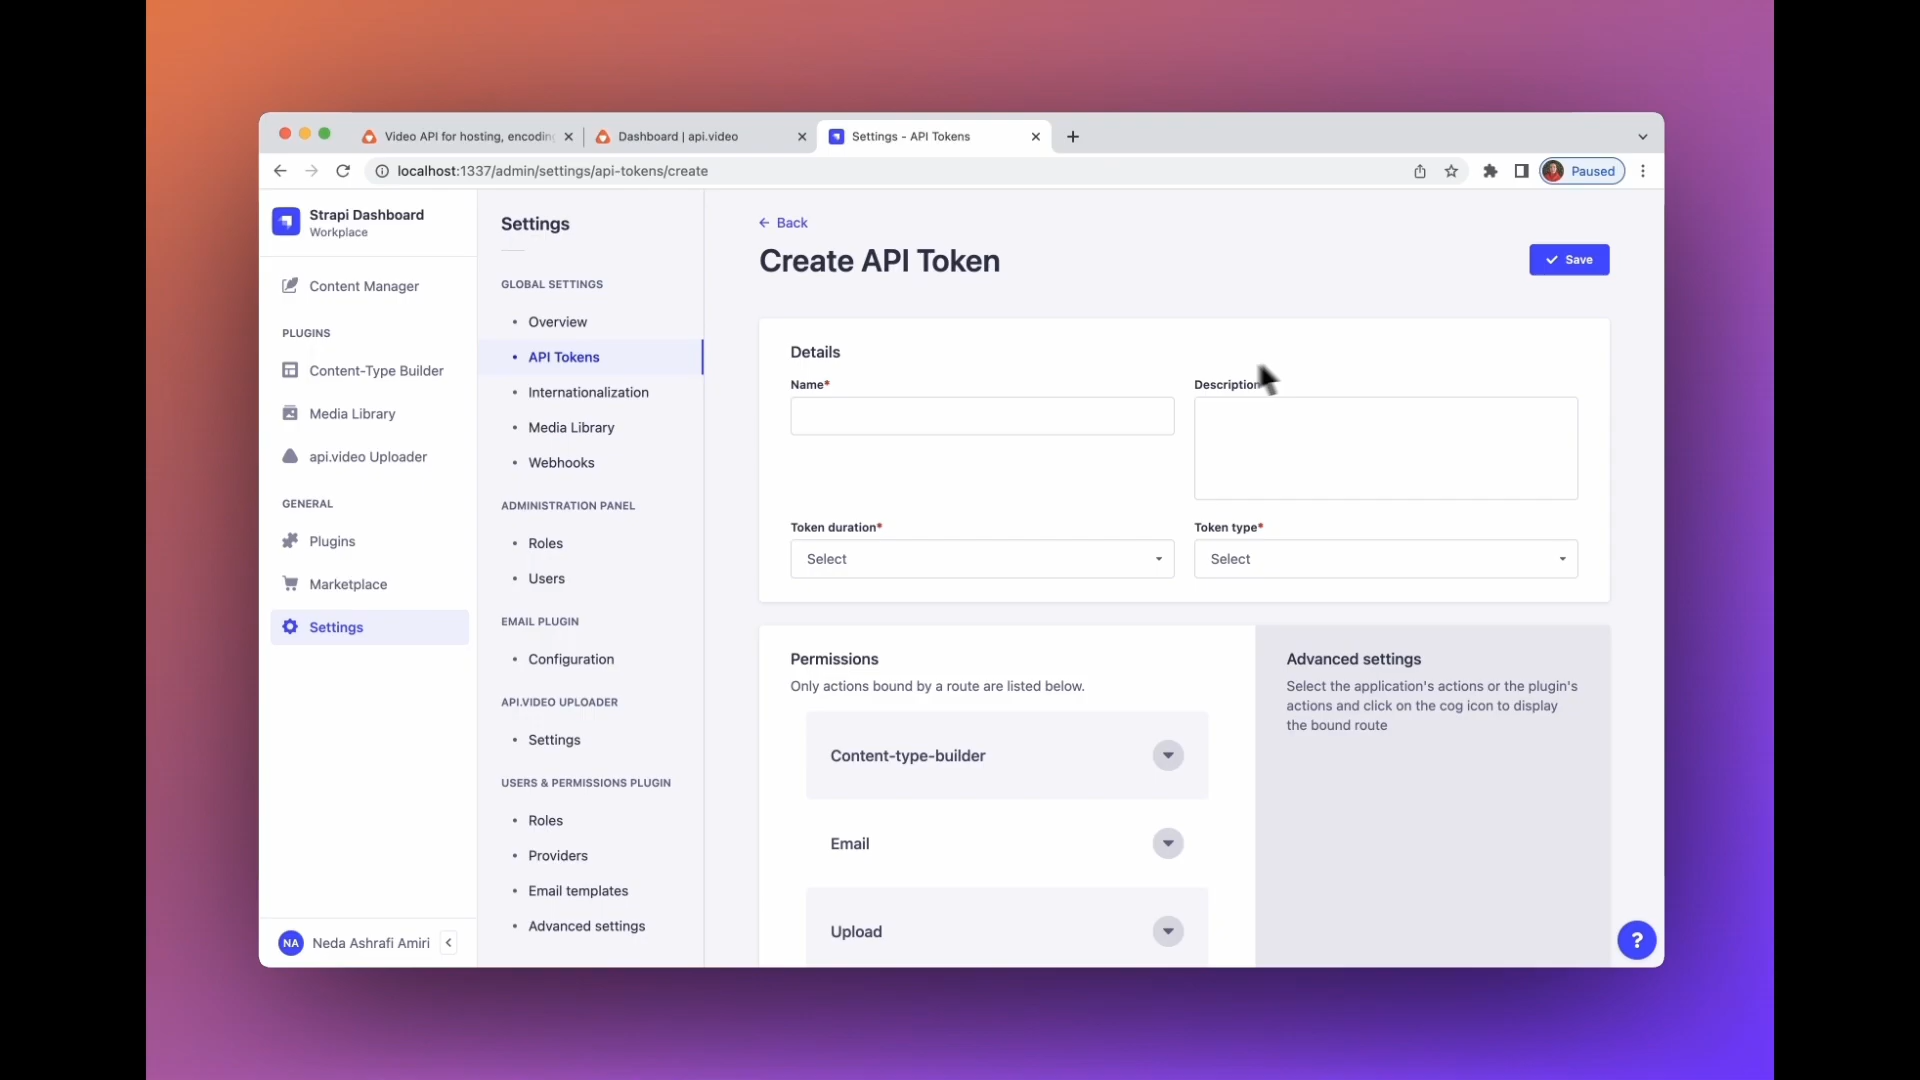 Video API for hosting, encoding
Dashboard | api.video
Settings - API Tokens
localhost:1337/admin/settings/api-tokens/create
Paused
Strapi Dashboard
Workplace
Content Manager
PLUGINS
Content-Type Builder
Media Library
api.video Uploader
GENERAL
Plugins
Marketplace
Settings
NA
Neda Ashrafi Amiri
Settings
GLOBAL SETTINGS
Overview
API Tokens
Internationalization
Media Library
Webhooks
ADMINISTRATION PANEL
Roles
Users
EMAIL PLUGIN
Configuration
API.VIDEO UPLOADER
Settings
USERS & PERMISSIONS PLUGIN
Roles
Providers
Email templates
Advanced settings
Back
Create API Token
Save
Details
Name*
Description
Token duration*
Select
Token type*
Select
Permissions
Only actions bound by a route are listed below.
Content-type-builder
Email
Upload
Advanced settings
Select the application's actions or the plugin's
actions and click on the cog icon to display
the bound route
?